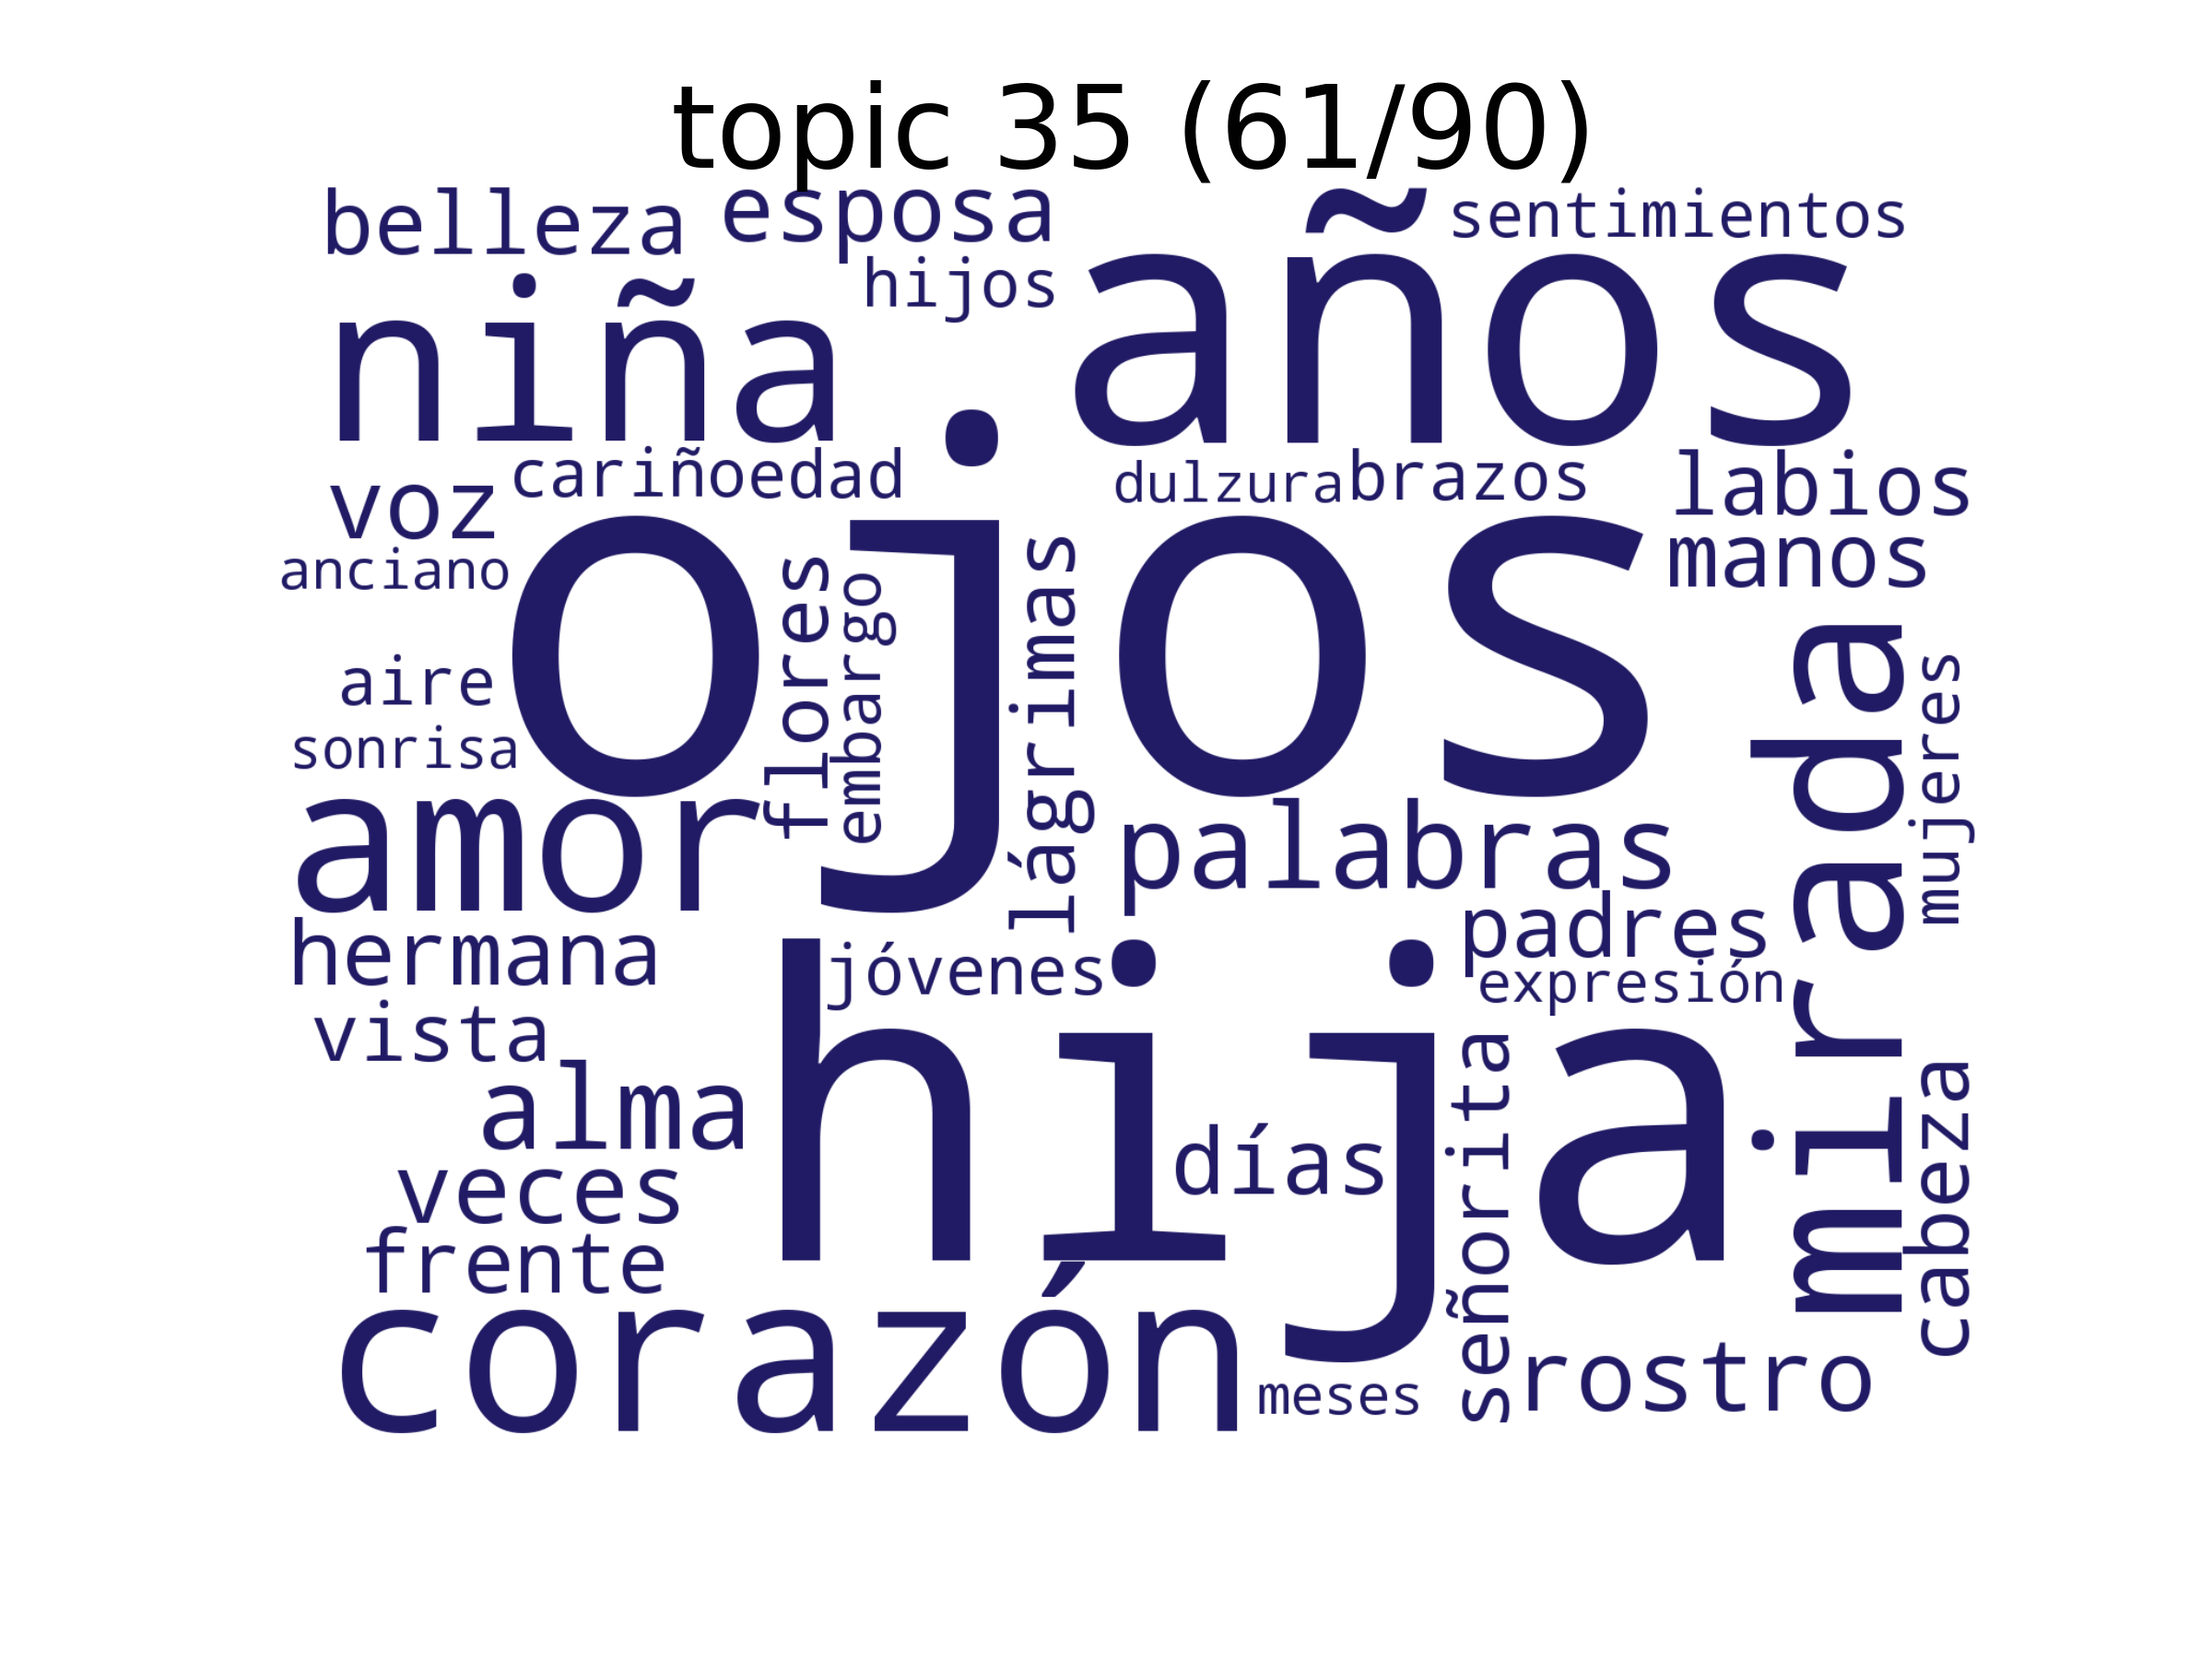 topic 35 (61/90)
belleza
esposa
sentimientos
hijos
niña
años
cariño
edad
dulzura
brazos
labios
voz
manos
anciano
ojos
flores
embargo
lágrimas
aire
sonrisa
mirada
mujeres
amor
palabras
padres
hermana
jóvenes
expresión
vista
hija
alma
días
señorita
cabeza
veces
frente
corazón
meses
rostro